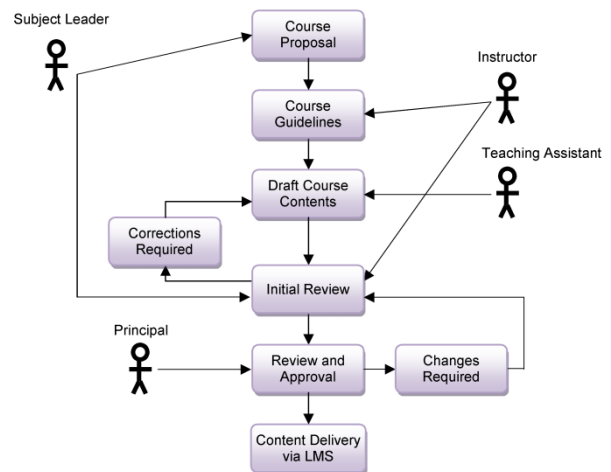 Subject Leader
Course
Proposal
Instructor
Course
Guidelines
Teaching Assistant
Draft Course
Contents
Corrections
Required
Initial Review
Principal
Review and
Approval
Changes
Required
Content Delivery
via LMS